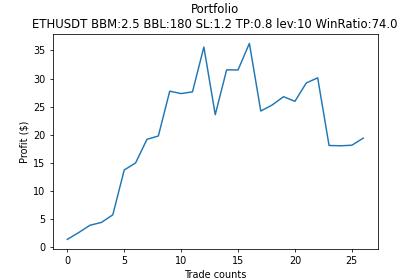 Portfolio
ETHUSDT BBM:2.5 BBL:180 SL:1.2 TP:0.8 lev:10 WinRatio:74.0
Profit ($)
35
30
25
20
15
10
5
0
0 5 10 15 20 25
Trade counts